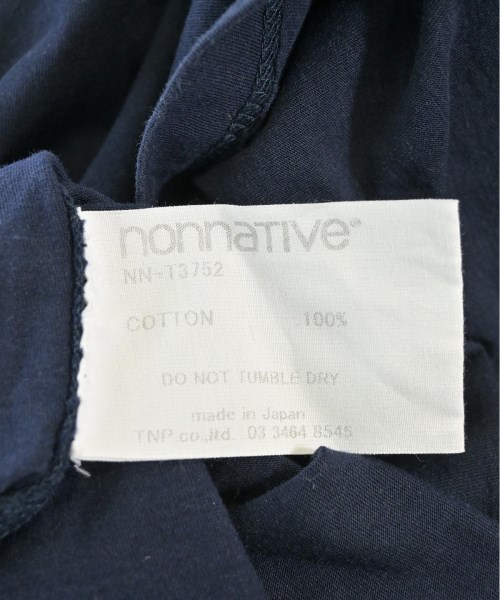 nonnative®
NN-T3752
COTTON 100%
DO NOT TUMBLE DRY
made in Japan
TNP.co.,ltd. 03 3464 8545